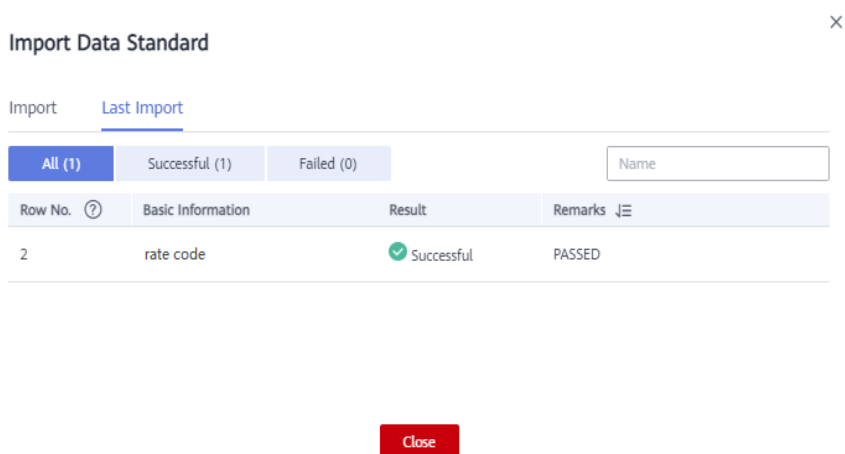 Import Data Standard
Import Last Import
All (1) Successful (1) Failed (0) Name
Row No. Basic Information Result Remarks
2 rate code Successful PASSED
Close